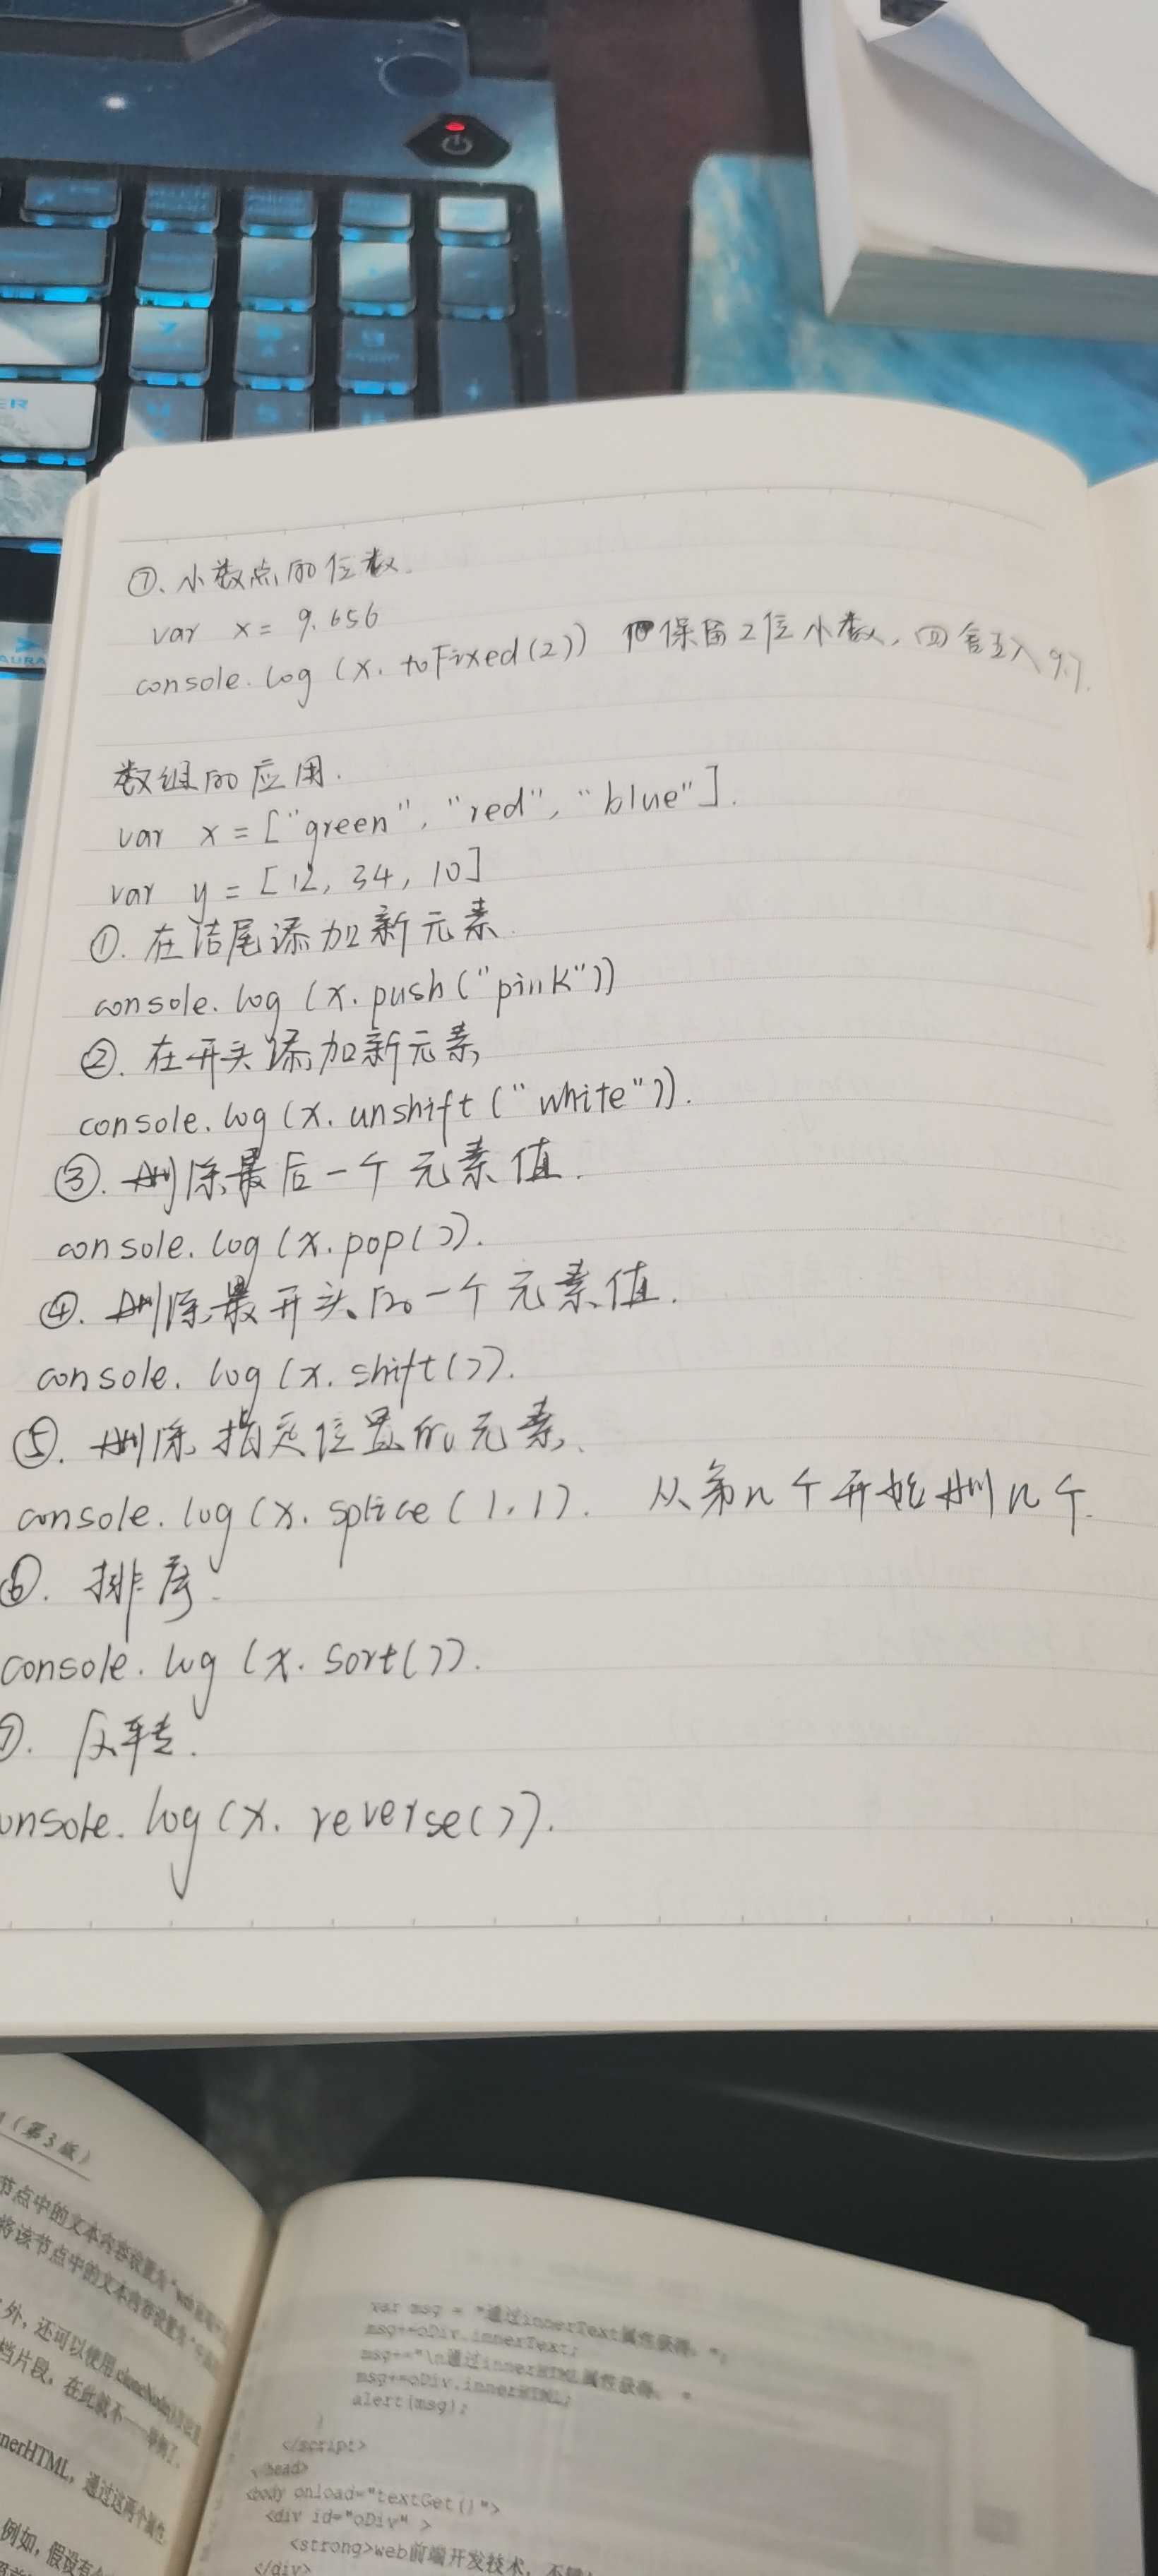 ER
AURA
⑦. 小数点的位数.
var x = 9.656
console.log (x. toFixed(2)) 保留2位小数, 四舍五入 9.7.
数组的应用.
var x = ["green", "red", "blue"].
var y = [12, 34, 10]
①. 在结尾添加新元素.
console. log (x. push ("pink"))
②. 在开头添加新元素
console. log (x. unshift ("white")).
③. 删除最后一个元素值.
console. log (x. pop()).
④. 删除最开头的一个元素值.
console. log (x. shift()).
⑤. 删除指定位置的元素.
console. log (x. splice (1,1). 从第n个开始删n个.
⑥. 排序.
console. log (x. sort()).
⑦. 反转.
onsole. log (x. reverse()).
(第3版)
节点中的文本内容设置为"web
将该节点中的文本内容设置为
外，还可以使用
档片段，在此就不一一举例了。
nerHTML，通过这两个属性
例如，假设有
var msg = "通过innerText属性获得：";
msg+=oDiv.innerText;
msg+="\n通过innerHTML属性获得："
msg+=oDiv.innerHTML;
alert(msg);
}
</script>
</head>
<body onload="textGet()">
<div id="oDiv" >
<strong>web前端开发技术，不
</div>